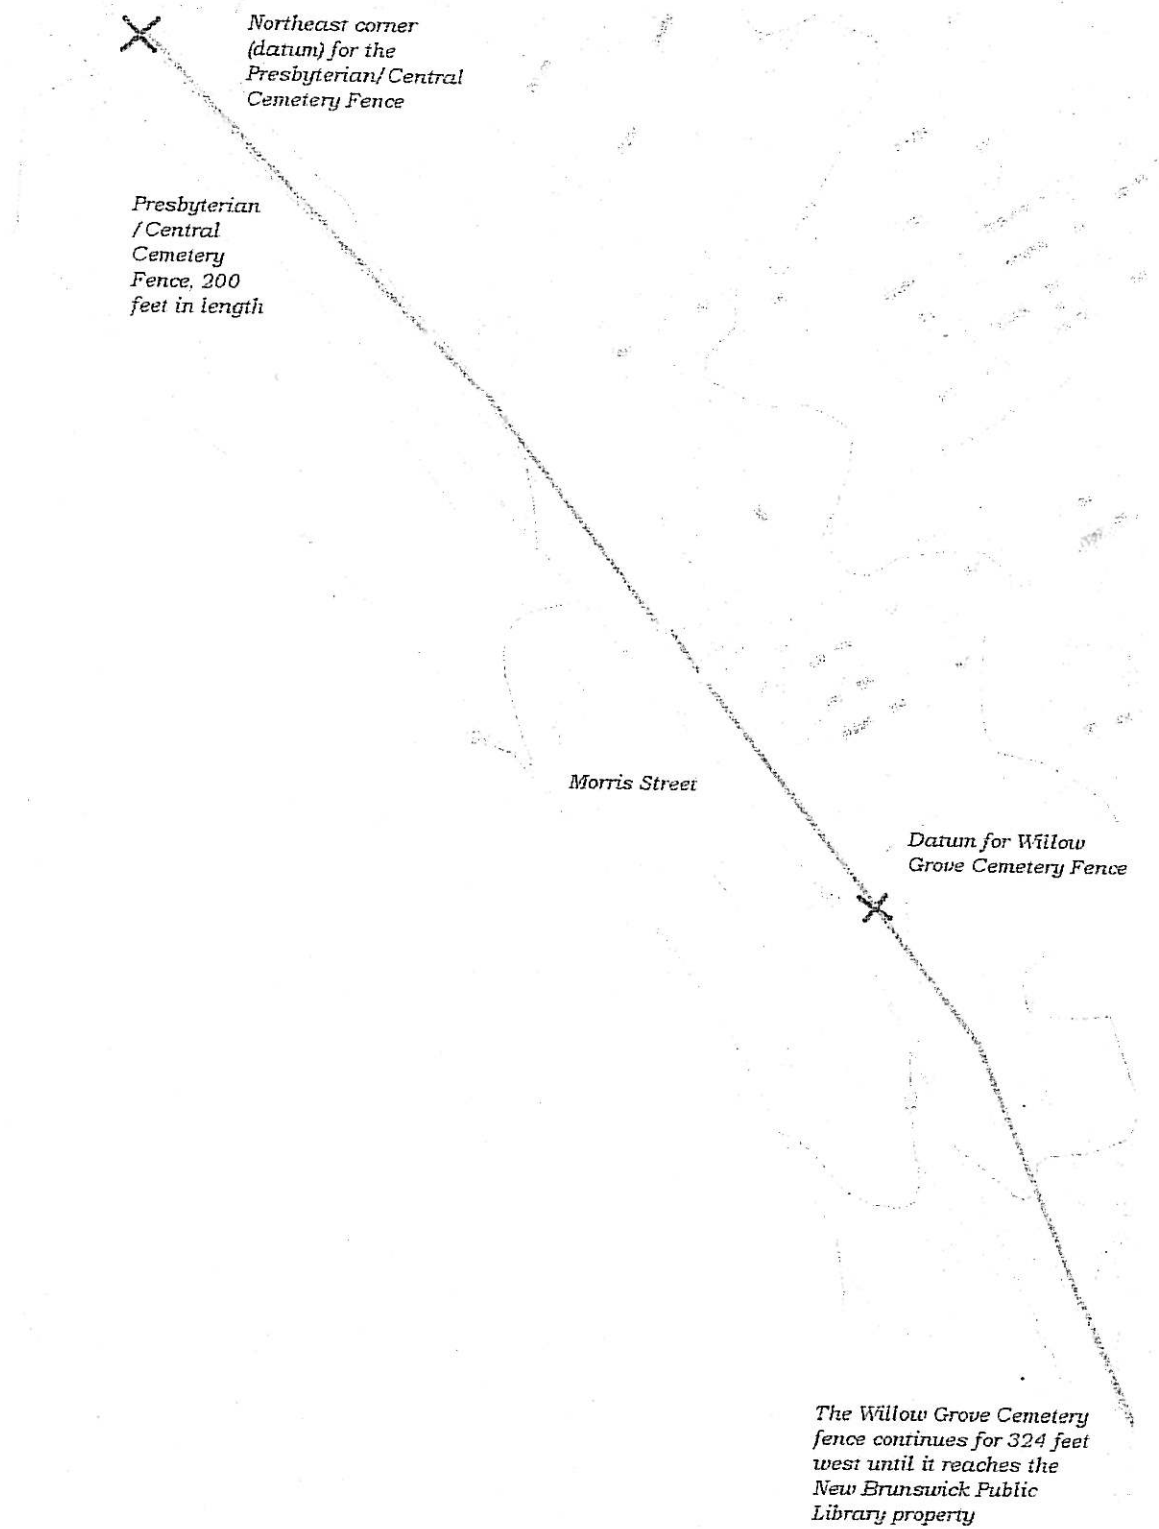 Northeast corner
(datum) for the
Presbyterian/ Central
Cemetery Fence
Presbyterian
/ Central
Cemetery
Fence, 200
feet in length
Morris Street
Datum for Willow
Grove Cemetery Fence
The Willow Grove Cemetery
fence continues for 324 feet
west until it reaches the
New Brunswick Public
Library property